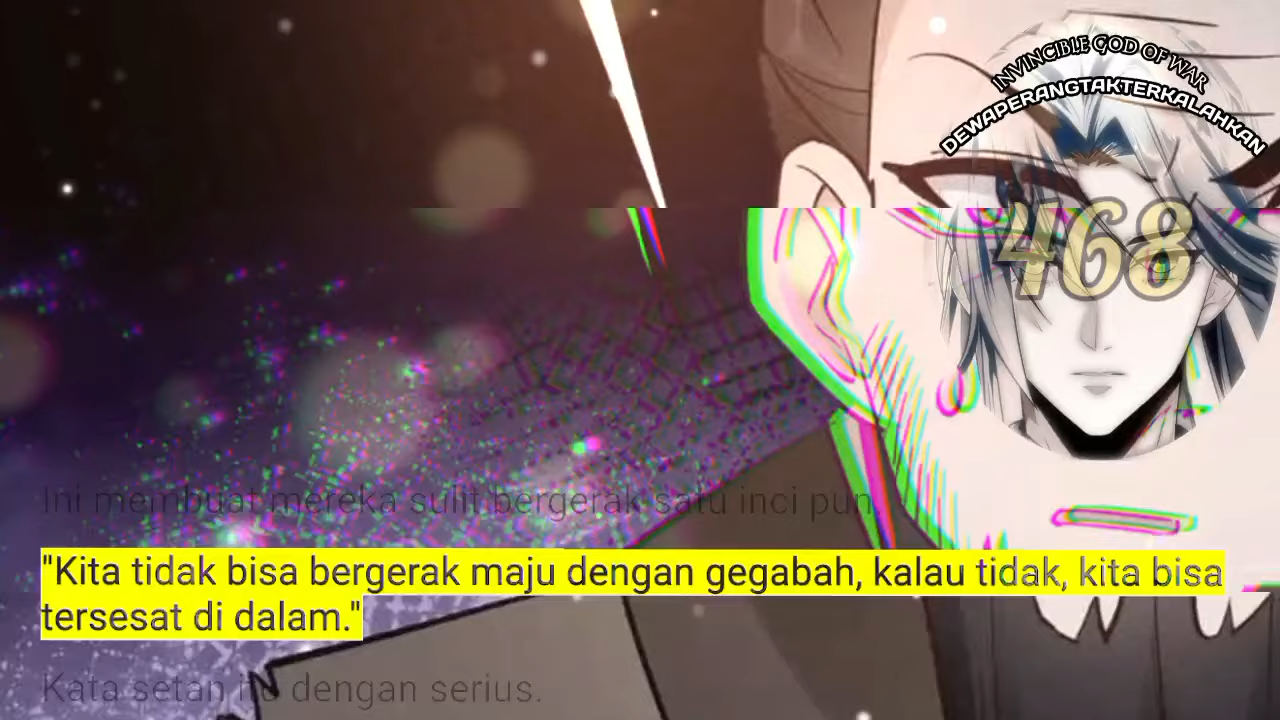 INVINCIBLE GOD OF WAR
DEWAPERANGTAKTERKALAHKAN
468
Ini membuat mereka sulit bergerak satu inci pun.
"Kita tidak bisa bergerak maju dengan gegabah, kalau tidak, kita bisa
tersesat di dalam."
Kata setan itu dengan serius.